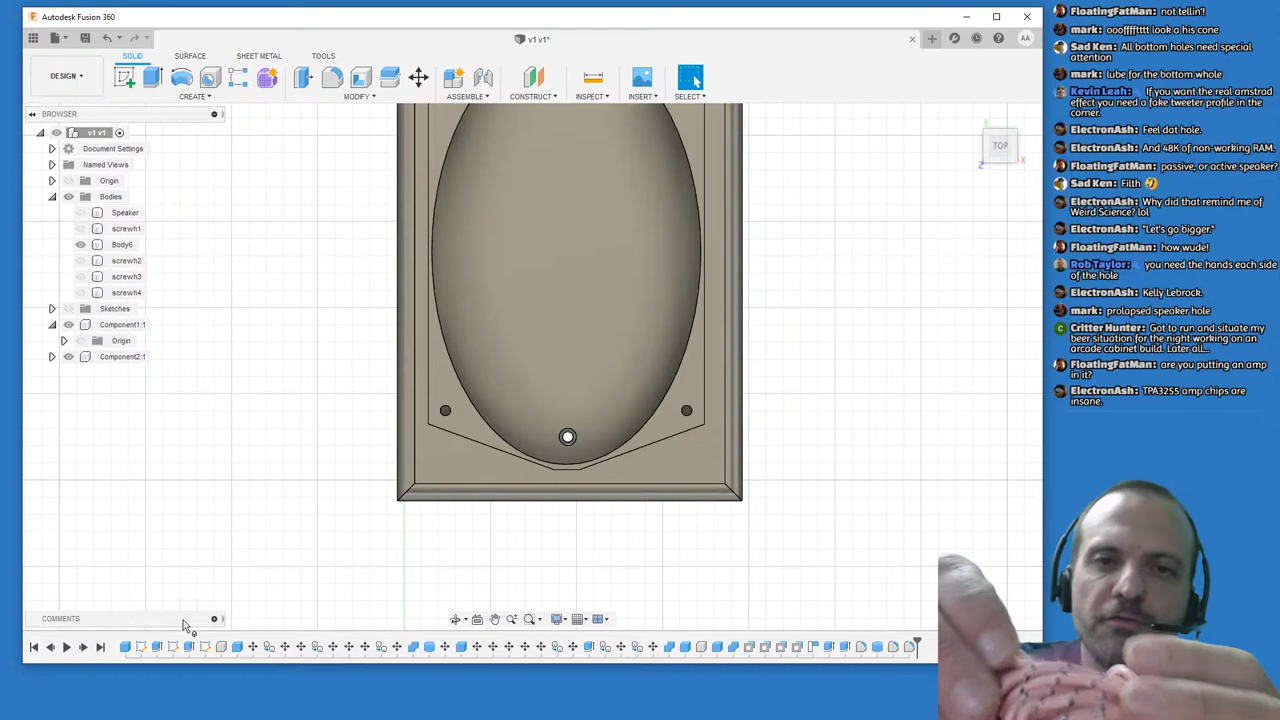 Autodesk Fusion 360
v1 v1*
AA
SOLID SURFACE SHEET METAL TOOLS
DESIGN
CREATE MODIFY ASSEMBLE CONSTRUCT INSPECT INSERT SELECT
BROWSER
v1 v1
Document Settings
Named Views
Origin
Bodies
Speaker
screwh1
Body6
screwh2
screwh3
screwh4
Sketches
Component1:1
Origin
Component2:1
TOP
Y
X
Z
COMMENTS
FloatingFatMan: not tellin'!
mark: oooffffttt look a his cone
Sad Ken: All bottom holes need special
attention
mark: lube for the bottom whole
Kevin Leah: If you want the real amstrad
effect you need a fake tweeter profile in the
corner.
ElectronAsh: Feel dat hole.
ElectronAsh: And 48K of non-working RAM.
FloatingFatMan: passive, or active speaker?
Sad Ken: Filth 🤣
ElectronAsh: Why did that remind me of
Weird Science? lol
ElectronAsh: "Let's go bigger."
FloatingFatMan: how wude!
Rob Taylor: you need the hands each side
of the hole
ElectronAsh: Kelly Lebrock.
mark: prolapsed speaker hole
C Critter Hunter: Got to run and situate my
beer situation for the night working on an
arcade cabinet build. Later all...
FloatingFatMan: are you putting an amp
in it?
ElectronAsh: TPA3255 amp chips are
insane.